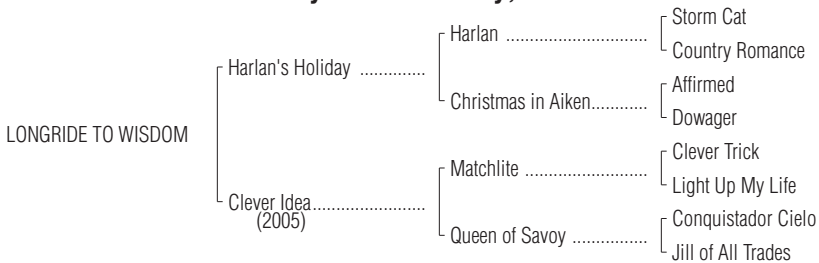 Storm Cat
Harlan ..............................
Country Romance
Harlan's Holiday ..............
Affirmed
Christmas in Aiken............
Dowager
LONGRIDE TO WISDOM
Clever Trick
Matchlite ..........................
Light Up My Life
Clever Idea........................
(2005)
Conquistador Cielo
Queen of Savoy ................
Jill of All Trades